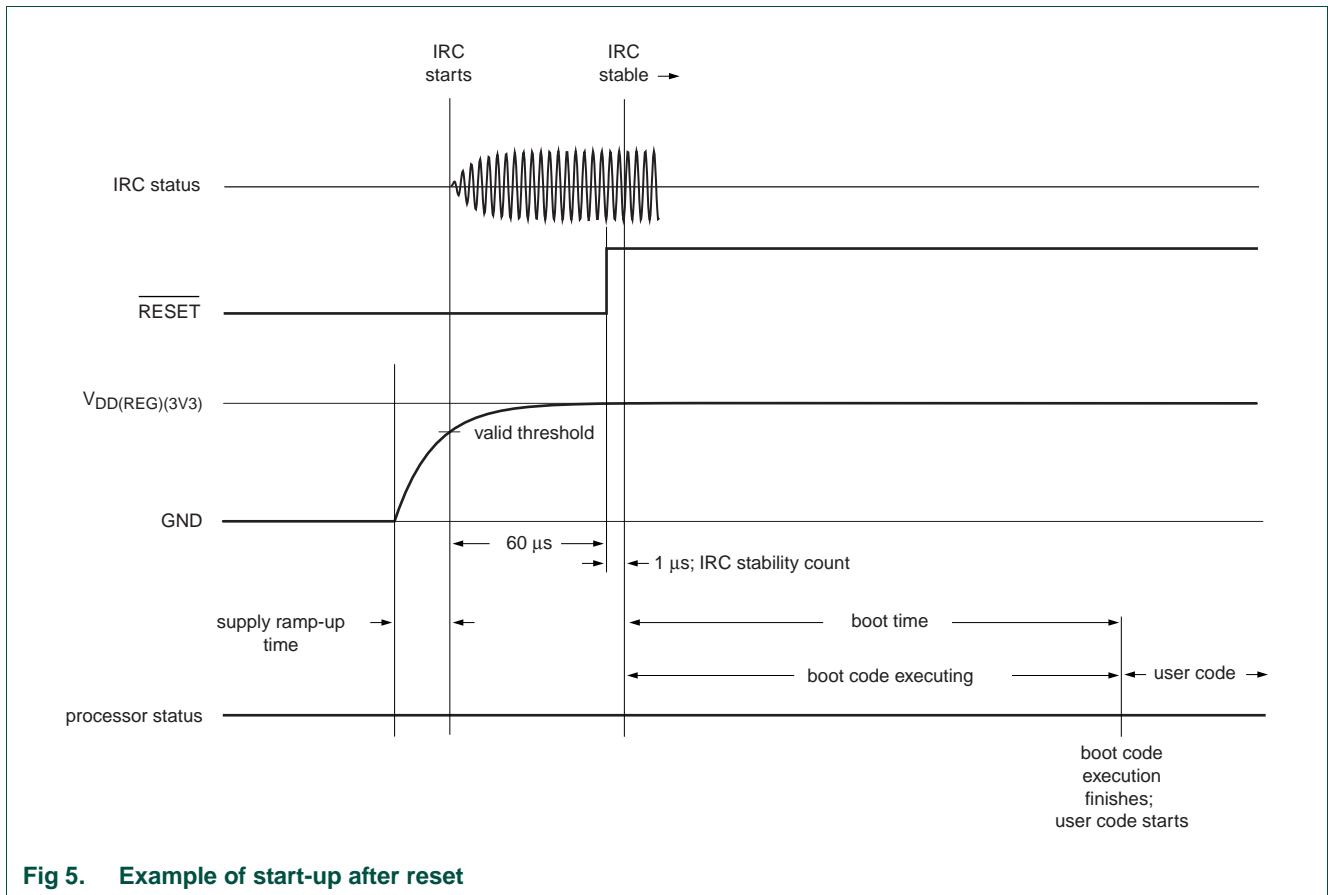 IRC
starts
IRC
stable
IRC status
RESET
VDD(REG)(3V3)
valid threshold
GND
60 μs
1 μs; IRC stability count
supply ramp-up
time
boot time
boot code executing
user code
processor status
boot code
execution
finishes;
user code starts
Fig 5. Example of start-up after reset